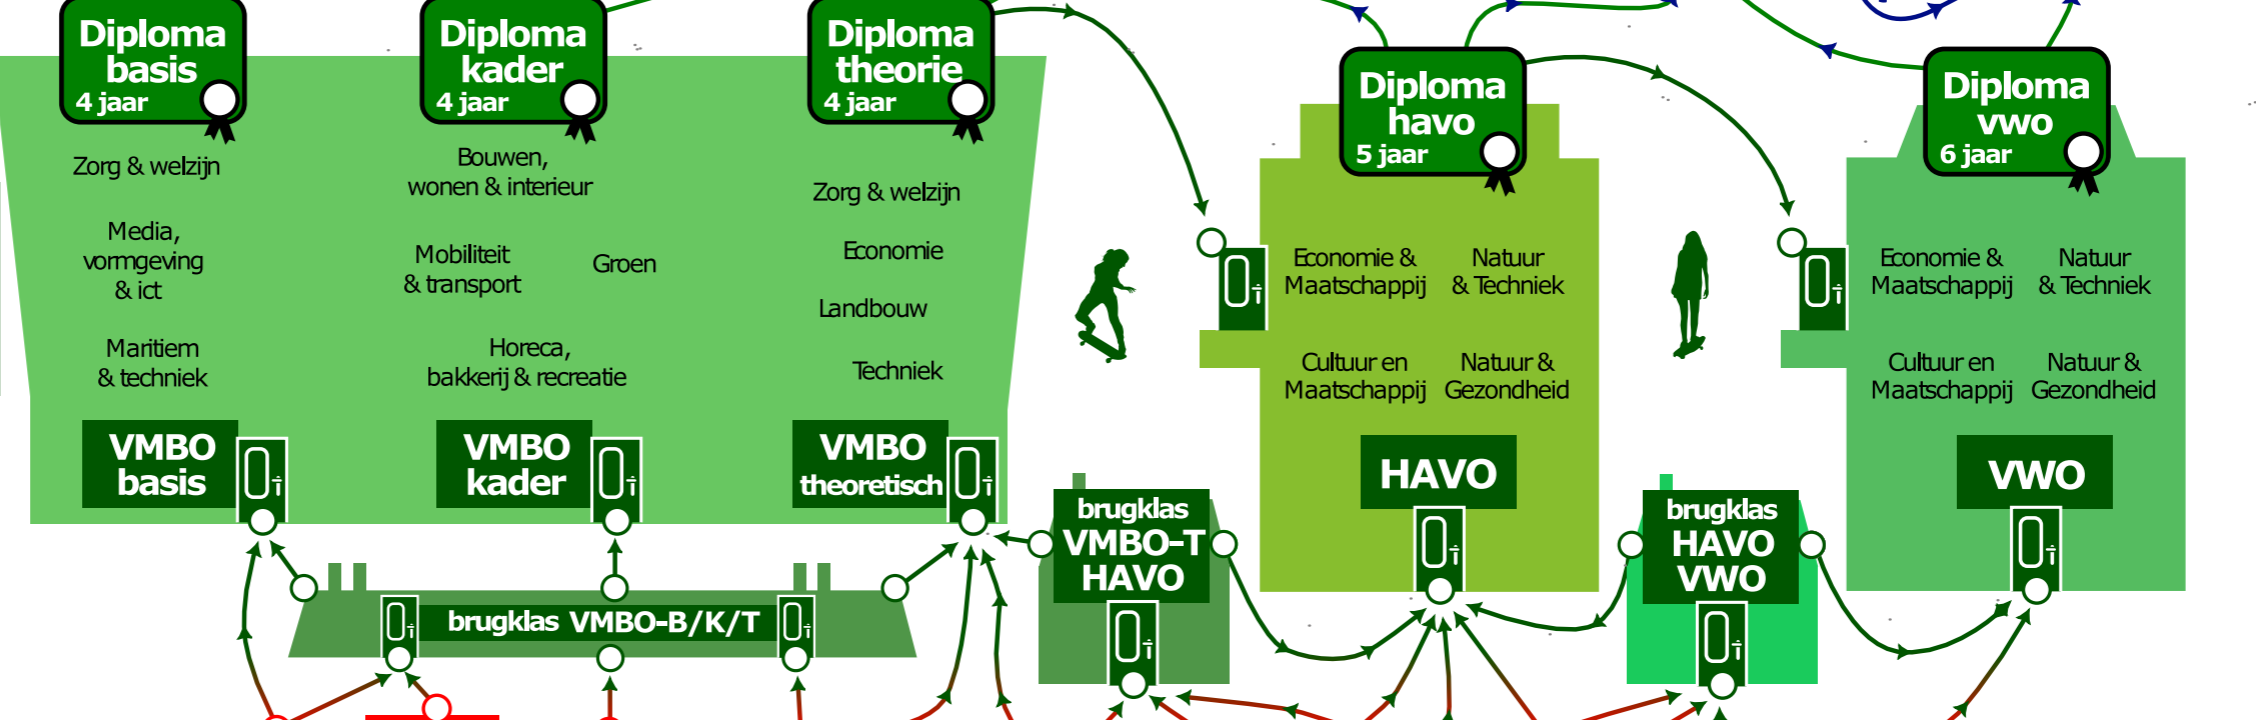 Diploma
basis
4 jaar
Diploma
kader
4 jaar
Diploma
theorie
4 jaar
Diploma
havo
5 jaar
Diploma
vwo
6 jaar
Zorg & welzijn
Media,
vormgeving
& ict
Maritiem
& techniek
Bouwen,
wonen & interieur
Mobiliteit
& transport
Groen
Horeca,
bakkerij & recreatie
Zorg & welzijn
Economie
Landbouw
Techniek
Economie &
Maatschappij
Natuur
& Techniek
Cultuur en
Maatschappij
Natuur &
Gezondheid
Economie &
Maatschappij
Natuur
& Techniek
Cultuur en
Maatschappij
Natuur &
Gezondheid
VMBO
basis
VMBO
kader
VMBO
theoretisch
HAVO
VWO
brugklas
VMBO-T
HAVO
brugklas
HAVO
VWO
brugklas VMBO-B/K/T